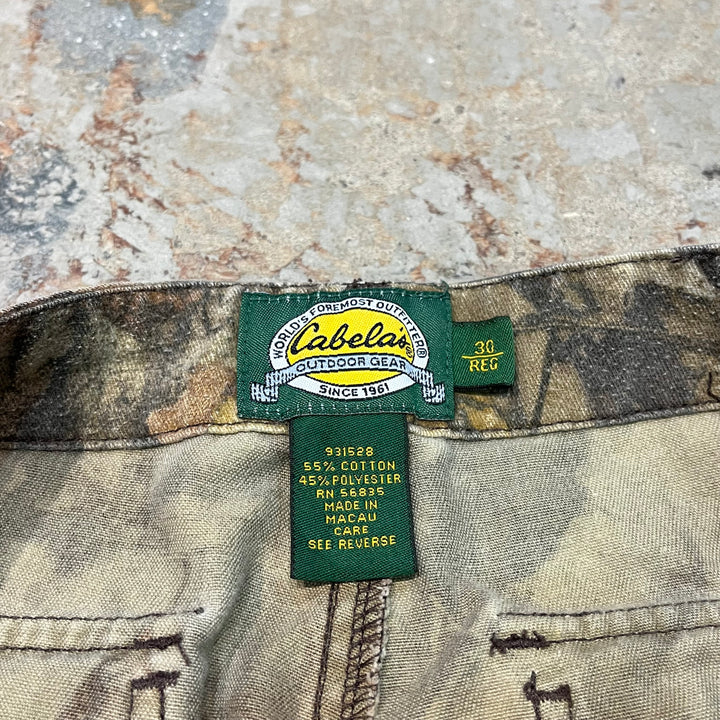 WORLD'S FOREMOST OUTFITTER®
Cabela's®
OUTDOOR GEAR
SINCE 1961
30
REG
931528
55% COTTON
45% POLYESTER
RN 56835
MADE IN
MACAU
CARE
SEE REVERSE